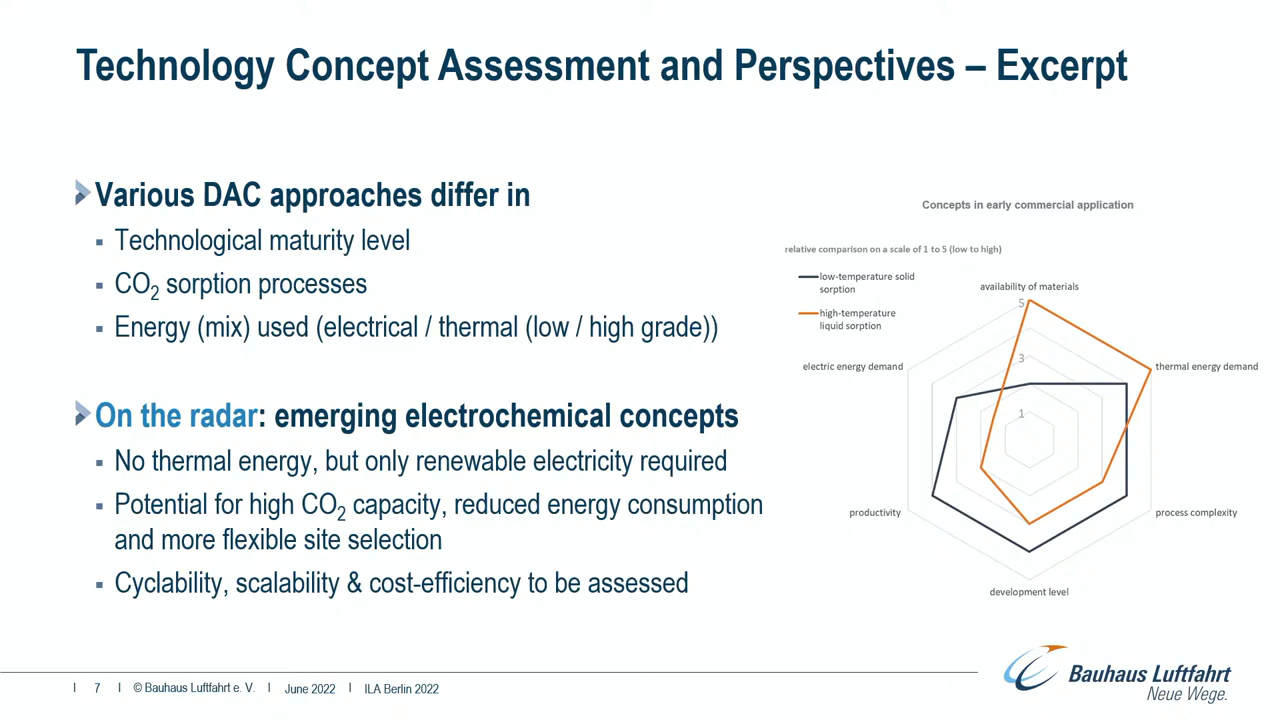 Technology Concept Assessment and Perspectives – Excerpt
Various DAC approaches differ in
Technological maturity level
CO₂ sorption processes
Energy (mix) used (electrical / thermal (low / high grade))
On the radar: emerging electrochemical concepts
No thermal energy, but only renewable electricity required
Potential for high CO₂ capacity, reduced energy consumption
and more flexible site selection
Cyclability, scalability & cost-efficiency to be assessed
Concepts in early commercial application
relative comparison on a scale of 1 to 5 (low to high)
low-temperature solid
sorption
high-temperature
liquid sorption
availability of materials
5
3
1
electric energy demand
thermal energy demand
productivity
process complexity
development level
7
© Bauhaus Luftfahrt e. V.
June 2022
ILA Berlin 2022
Bauhaus Luftfahrt
Neue Wege.